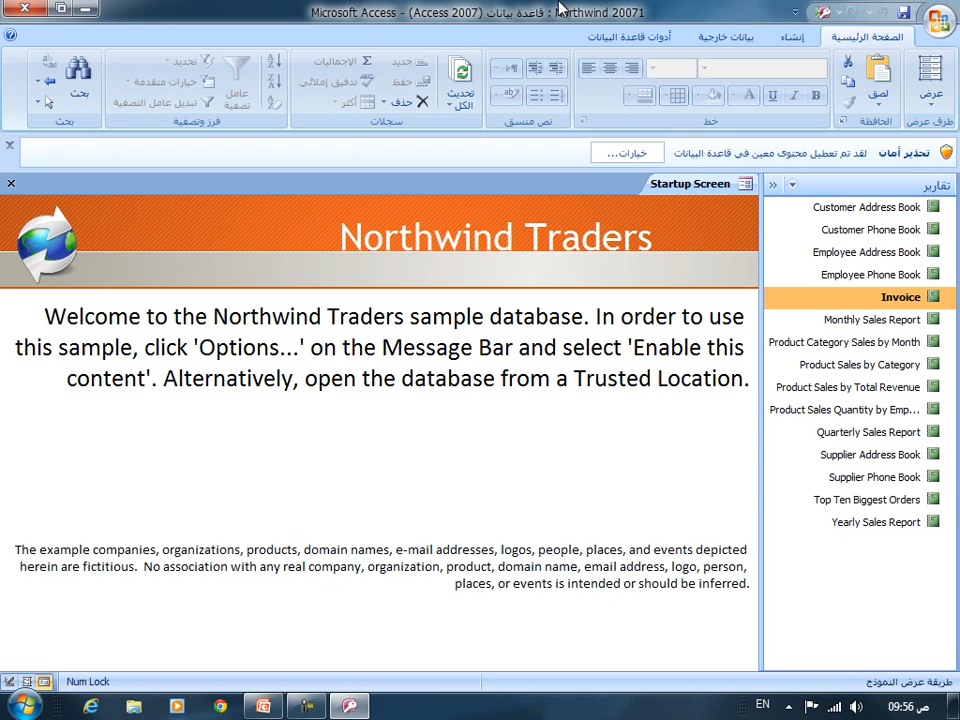 Northwind 20071 : قاعدة بيانات (Access 2007) - Microsoft Access
الصفحة الرئيسية
إنشاء
بيانات خارجية
أدوات قاعدة البيانات
عرض
طرق عرض
لصق
الحافظة
خط
نص منسق
تحديث الكل
جديد
حفظ
حذف
الإجماليات
تدقيق إملائي
أكثر
سجلات
عامل تصفية
تحديد
خيارات متقدمة
تبديل عامل التصفية
فرز وتصفية
بحث
بحث
تحذير أمان
لقد تم تعطيل محتوى معين في قاعدة البيانات
خيارات...
تقارير
Customer Address Book
Customer Phone Book
Employee Address Book
Employee Phone Book
Invoice
Monthly Sales Report
Product Category Sales by Month
Product Sales by Category
Product Sales by Total Revenue
Product Sales Quantity by Emp...
Quarterly Sales Report
Supplier Address Book
Supplier Phone Book
Top Ten Biggest Orders
Yearly Sales Report
Startup Screen
Northwind Traders
Welcome to the Northwind Traders sample database. In order to use
this sample, click 'Options...' on the Message Bar and select 'Enable this
content'. Alternatively, open the database from a Trusted Location.
The example companies, organizations, products, domain names, e-mail addresses, logos, people, places, and events depicted
herein are fictitious. No association with any real company, organization, product, domain name, email address, logo, person,
places, or events is intended or should be inferred.
طريقة عرض النموذج
Num Lock
EN
09:56 ص